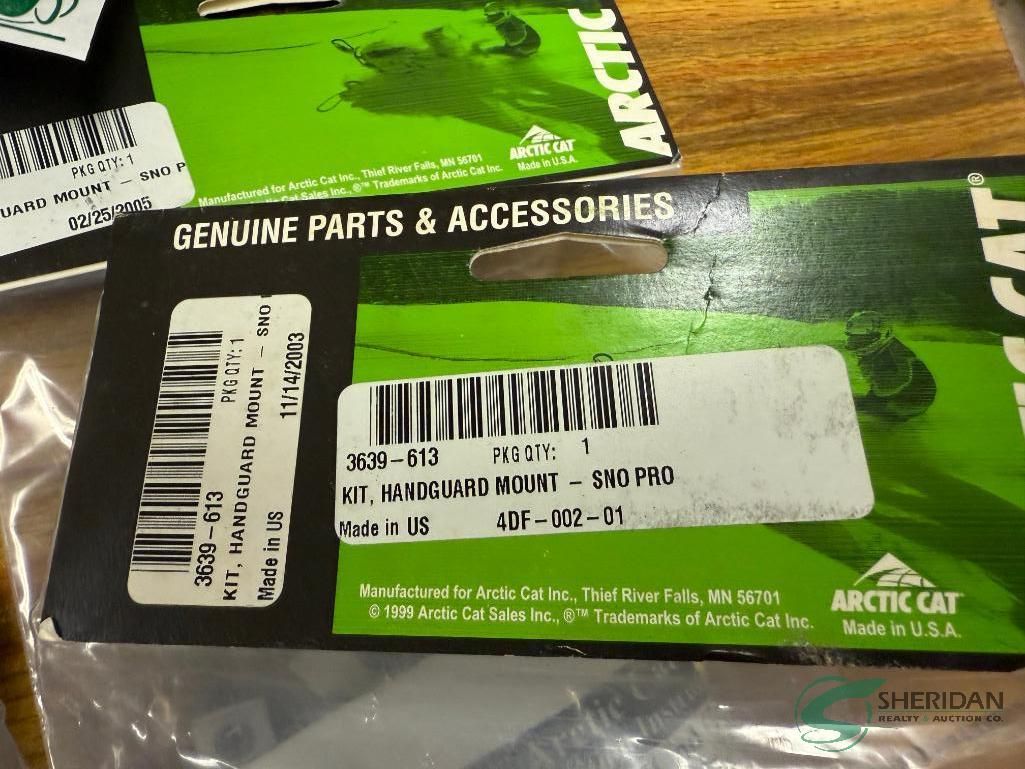 ARCTIC
ARCTIC CAT
Made in U.S.A.
PKG QTY: 1
GUARD MOUNT - SNO P
02/25/2005
Manufactured for Arctic Cat Inc., Thief River Falls, MN 56701
Cat Sales Inc., ®™ Trademarks of Arctic Cat Inc.
GENUINE PARTS & ACCESSORIES
CAT®
3639-613
PKG QTY: 1
KIT, HANDGUARD MOUNT - SNO
Made in US
11/14/2003
3639-613 PKG QTY: 1
KIT, HANDGUARD MOUNT - SNO PRO
Made in US 4DF-002-01
Manufactured for Arctic Cat Inc., Thief River Falls, MN 56701
© 1999 Arctic Cat Sales Inc., ®™ Trademarks of Arctic Cat Inc.
ARCTIC CAT
Made in U.S.A.
SHERIDAN
REALTY & AUCTION CO.